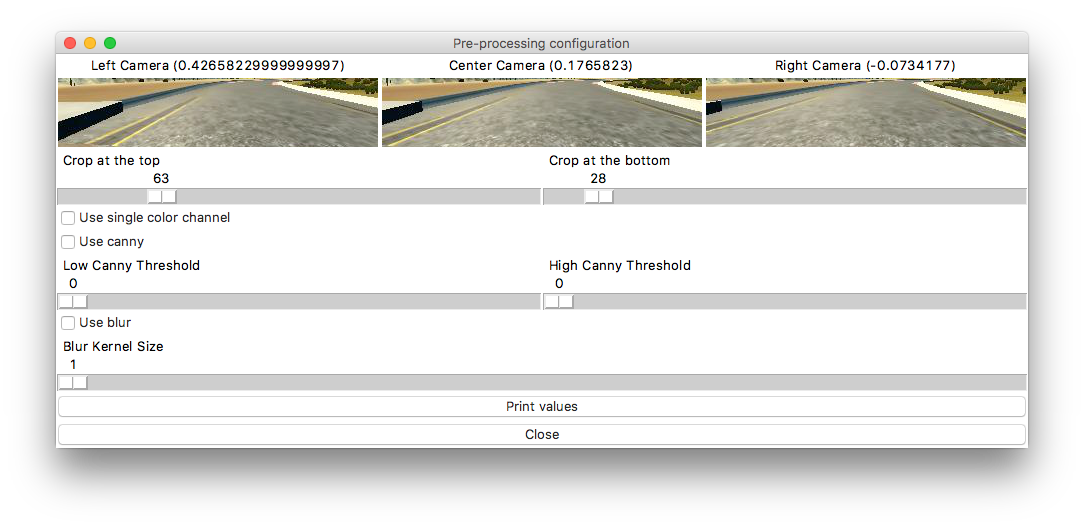 Pre-processing configuration
Left Camera (0.42658229999999997) Center Camera (0.1765823) Right Camera (-0.0734177)
Crop at the top Crop at the bottom
63 28
Use single color channel
Use canny
Low Canny Threshold High Canny Threshold
0 0
Use blur
Blur Kernel Size
1
Print values
Close